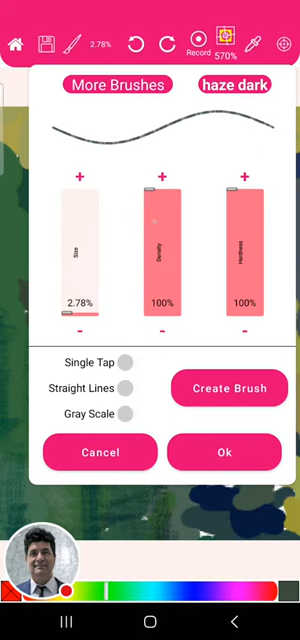 2.78%
Record
570%
More Brushes
haze dark
+ + +
Size
Density
Hardness
2.78%
100%
100%
- - -
Single Tap
Straight Lines
Gray Scale
Create Brush
Cancel
Ok